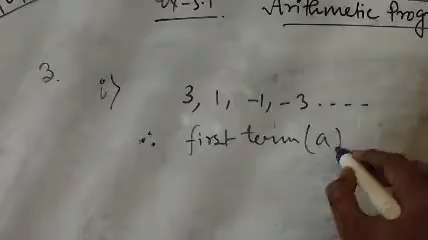 Ex-5.1
Arithmetic Prog
3.
i) 3, 1, -1, -3 ....
∴ first term (a)